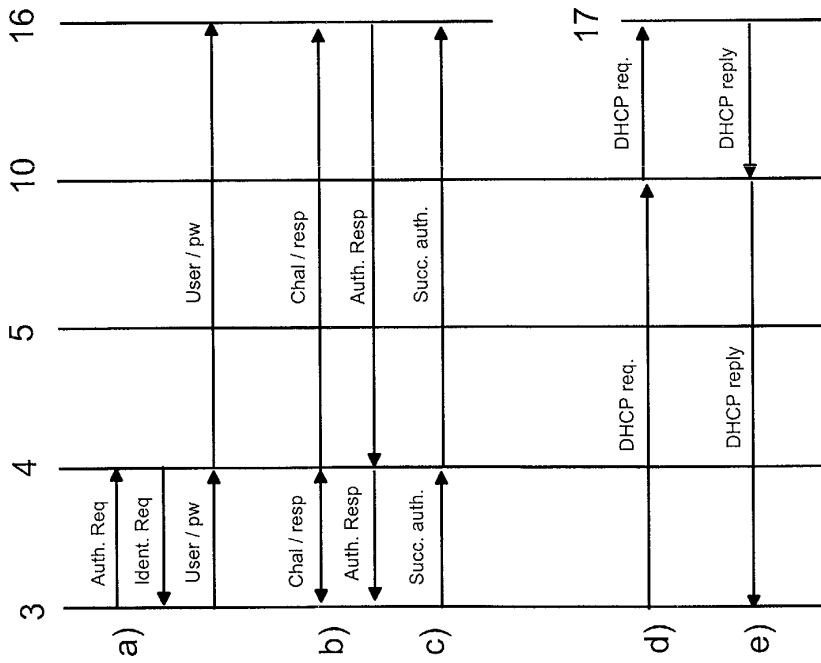 3 4 5 10 16
a) Auth. Req
Ident. Req
User / pw User / pw
b) Chal / resp Chal / resp
Auth. Resp Auth. Resp
c) Succ. auth. Succ. auth.
17
d) DHCP req. DHCP req.
e) DHCP reply DHCP reply